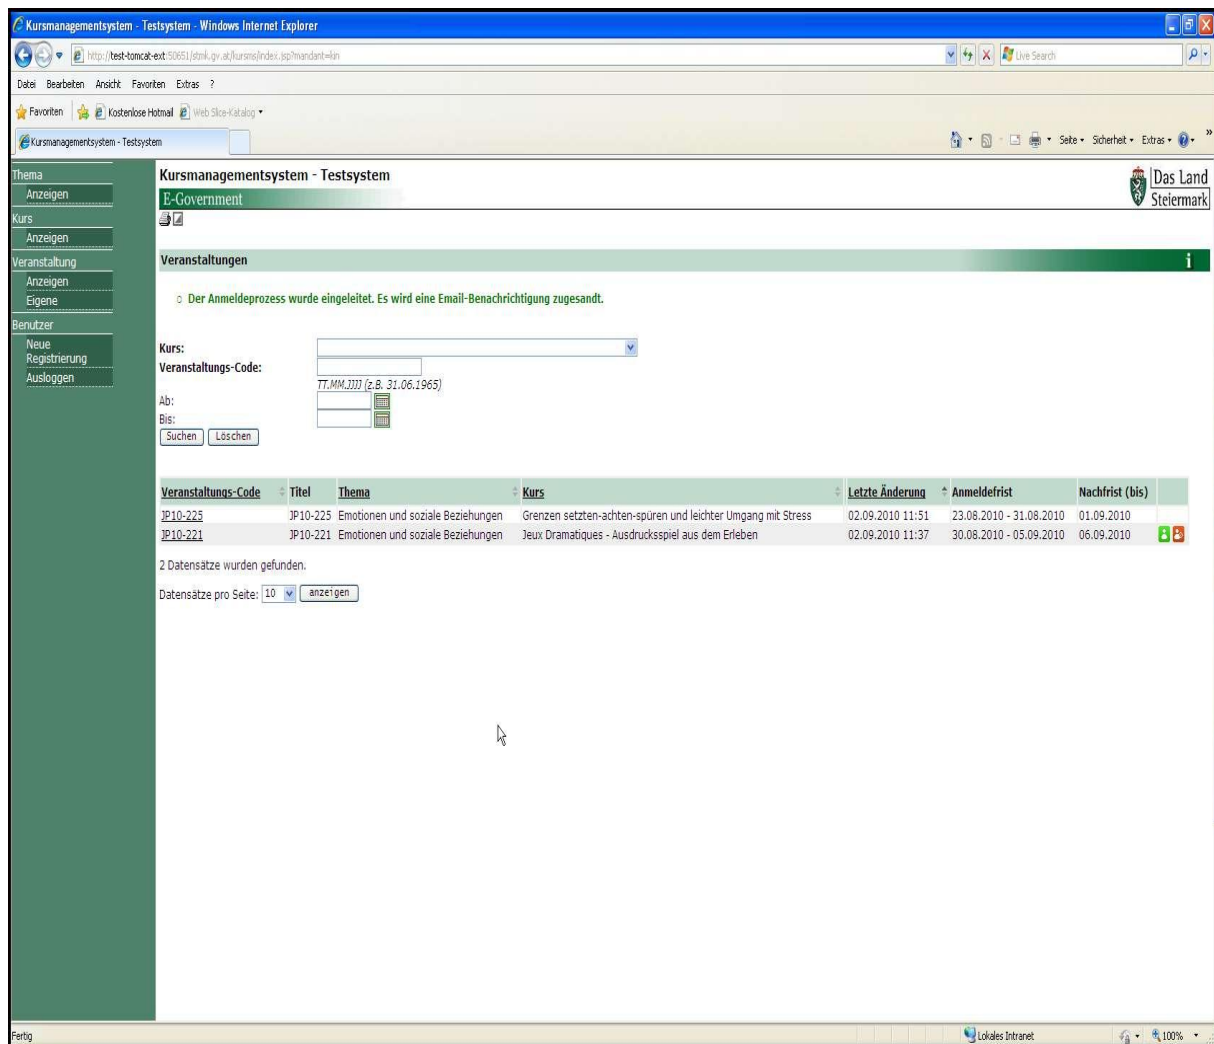 Kursmanagementsystem - Testsystem - Windows Internet Explorer
http://test-tomcat-ext:50651/stmk.gv.at/kursms/index.jsp?mandant=kin
Live Search
Datei Bearbeiten Ansicht Favoriten Extras ?
Favoriten Kostenlose Hotmail Web Slice-Katalog
Kursmanagementsystem - Testsystem
Seite Sicherheit Extras »
Thema
Anzeigen
Kurs
Anzeigen
Veranstaltung
Anzeigen
Eigene
Benutzer
Neue
Registrierung
Ausloggen
Kursmanagementsystem - Testsystem
E-Government
Das Land
Steiermark
Veranstaltungen
i
Der Anmeldeprozess wurde eingeleitet. Es wird eine Email-Benachrichtigung zugesandt.
Kurs:
Veranstaltungs-Code:
TT.MM.JJJJ (z.B. 31.06.1965)
Ab:
Bis:
Suchen Löschen
Veranstaltungs-Code Titel Thema Kurs Letzte Änderung Anmeldefrist Nachfrist (bis)
JP10-225 JP10-225 Emotionen und soziale Beziehungen Grenzen setzten-achten-spüren und leichter Umgang mit Stress 02.09.2010 11:51 23.08.2010 - 31.08.2010 01.09.2010
JP10-221 JP10-221 Emotionen und soziale Beziehungen Jeux Dramatiques - Ausdrucksspiel aus dem Erleben 02.09.2010 11:37 30.08.2010 - 05.09.2010 06.09.2010
2 Datensätze wurden gefunden.
Datensätze pro Seite: 10 anzeigen
Fertig
Lokales Intranet
100%